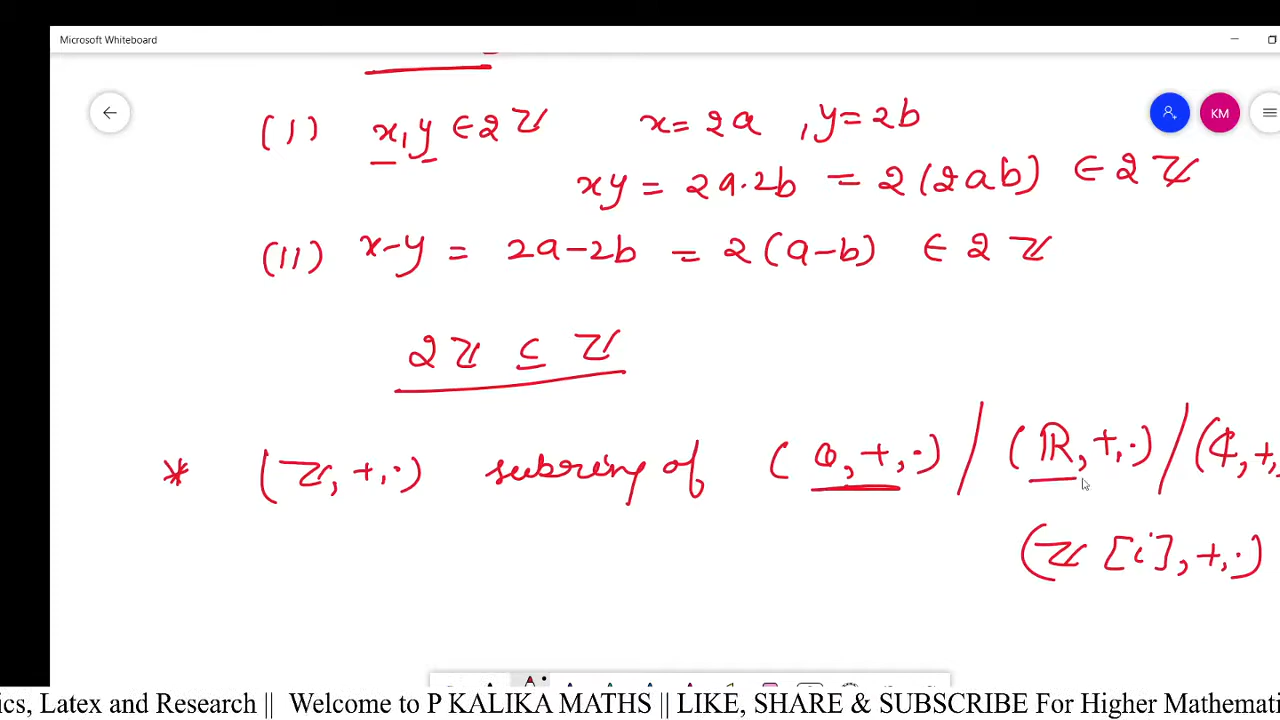 Microsoft Whiteboard
KM
(I) x, y ∈ 2ℤ x = 2a , y = 2b
xy = 2a·2b = 2(2ab) ∈ 2ℤ
(II) x-y = 2a-2b = 2(a-b) ∈ 2ℤ
2ℤ ⊆ ℤ
* (ℤ, +, ·) subring of (ℚ, +, ·) / (ℝ, +, ·) / (ℂ, +,
(ℤ[i], +, ·)
ics, Latex and Research || Welcome to P KALIKA MATHS || LIKE, SHARE & SUBSCRIBE For Higher Mathemati